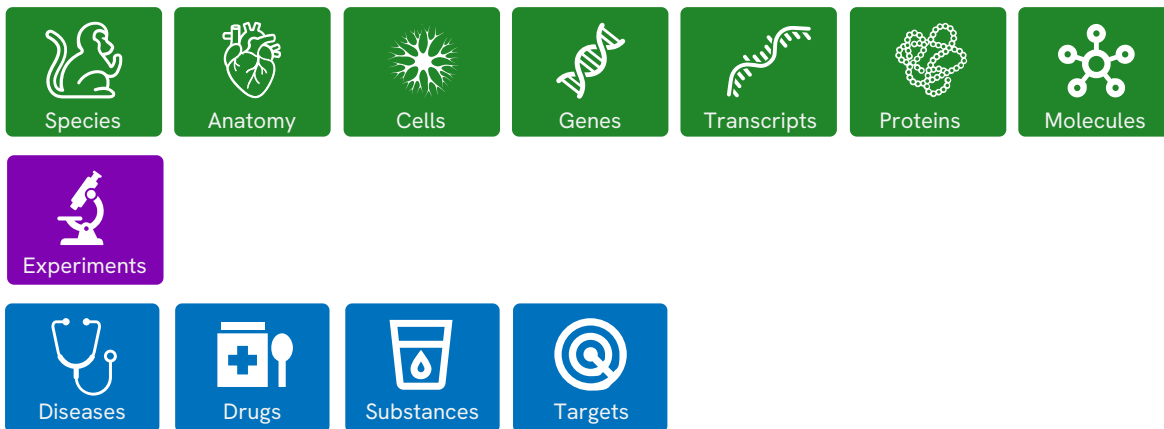 Species
Anatomy
Cells
Genes
Transcripts
Proteins
Molecules
Experiments
Diseases
Drugs
Substances
Targets